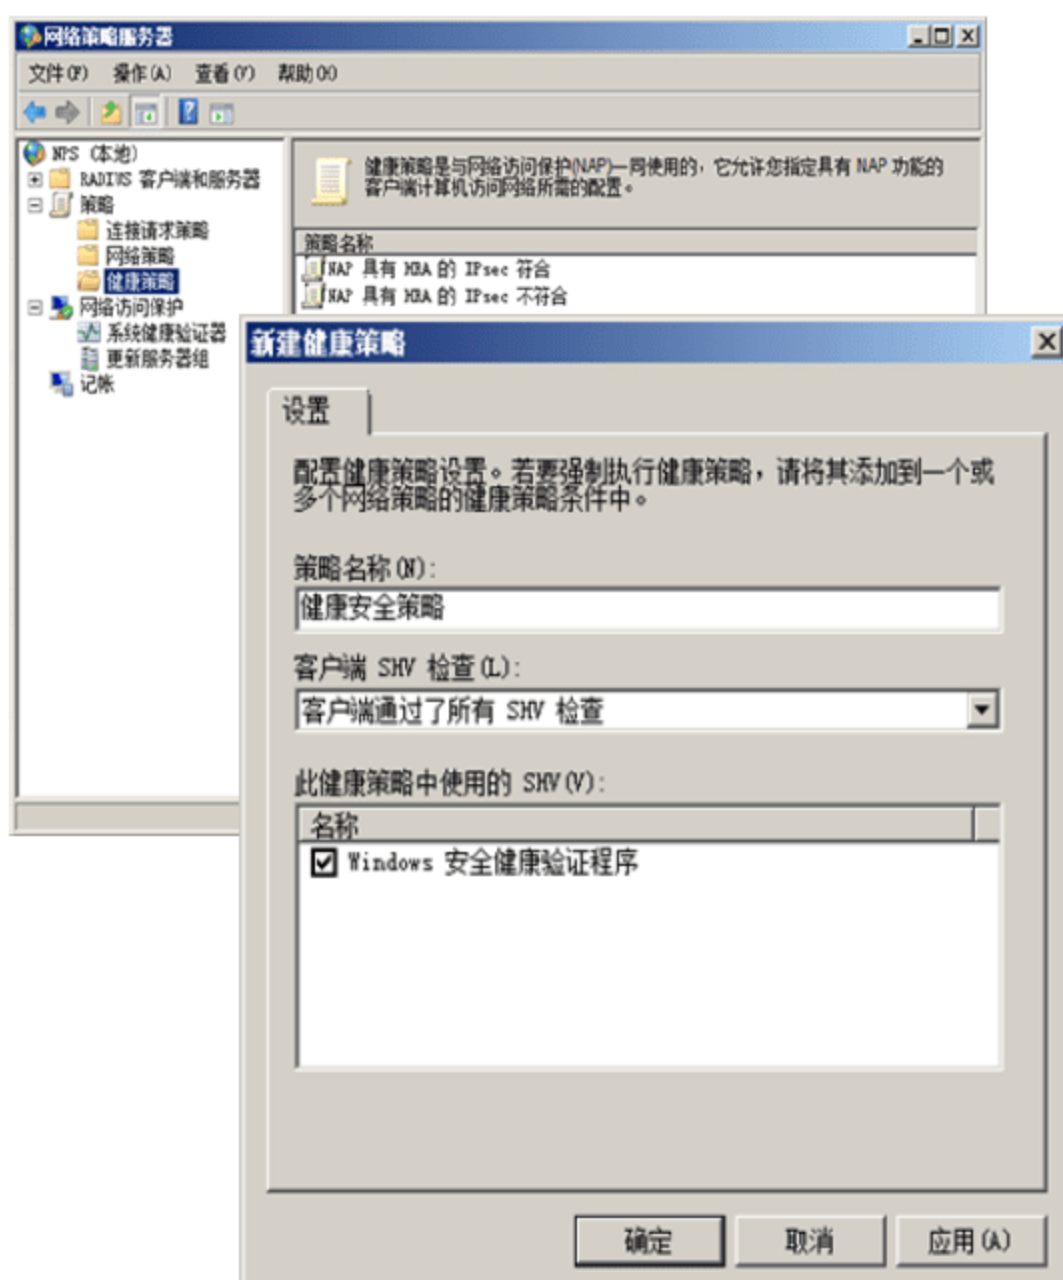 网络策略服务器
文件(F) 操作(A) 查看(V) 帮助(H)
NPS (本地)
RADIUS 客户端和服务器
策略
连接请求策略
网络策略
健康策略
网络访问保护
系统健康验证器
更新服务器组
记帐
健康策略是与网络访问保护(NAP)一同使用的，它允许您指定具有 NAP 功能的
客户端计算机访问网络所需的配置。
策略名称
NAP 具有 HRA 的 IPsec 符合
NAP 具有 HRA 的 IPsec 不符合
新建健康策略
设置
配置健康策略设置。若要强制执行健康策略，请将其添加到一个或
多个网络策略的健康策略条件中。
策略名称(N):
健康安全策略
客户端 SHV 检查(L):
客户端通过了所有 SHV 检查
此健康策略中使用的 SHV(V):
名称
Windows 安全健康验证程序
确定 取消 应用(A)